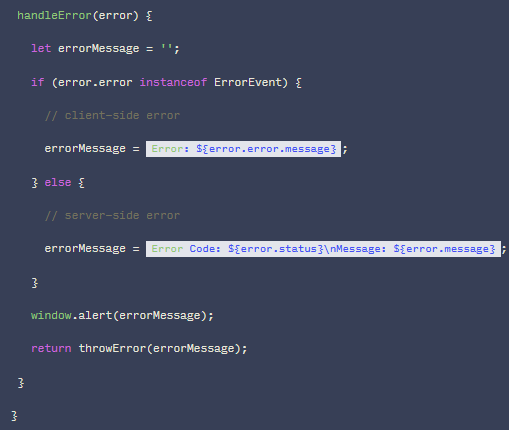 handleError(error) {
let errorMessage = '';
if (error.error instanceof ErrorEvent) {
// client-side error
errorMessage = Error: ${error.error.message} ;
} else {
// server-side error
errorMessage = Error Code: ${error.status}\nMessage: ${error.message} ;
}
window.alert(errorMessage);
return throwError(errorMessage);
}
}